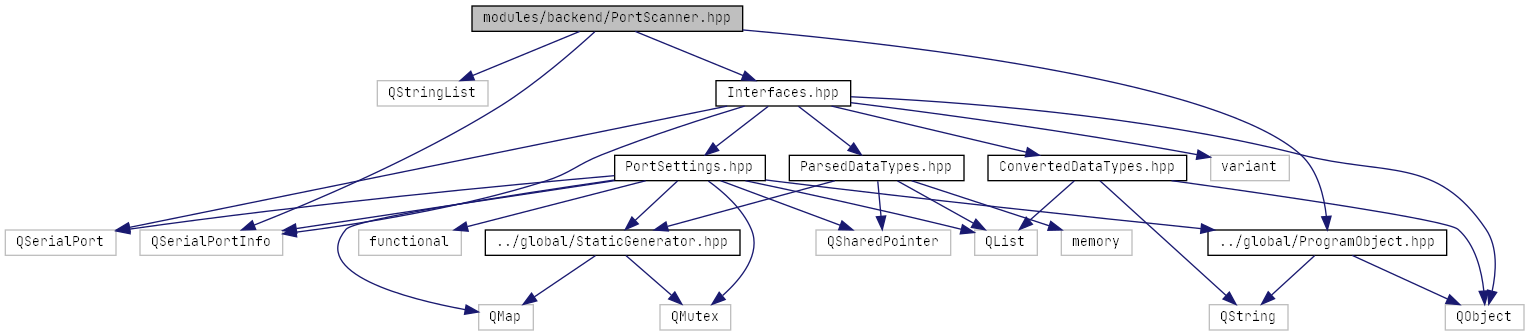 modules/backend/PortScanner.hpp
QStringList
Interfaces.hpp
PortSettings.hpp
ParsedDataTypes.hpp
ConvertedDataTypes.hpp
variant
QSerialPort
QSerialPortInfo
functional
../global/StaticGenerator.hpp
QSharedPointer
QList
memory
../global/ProgramObject.hpp
QMap
QMutex
QString
QObject